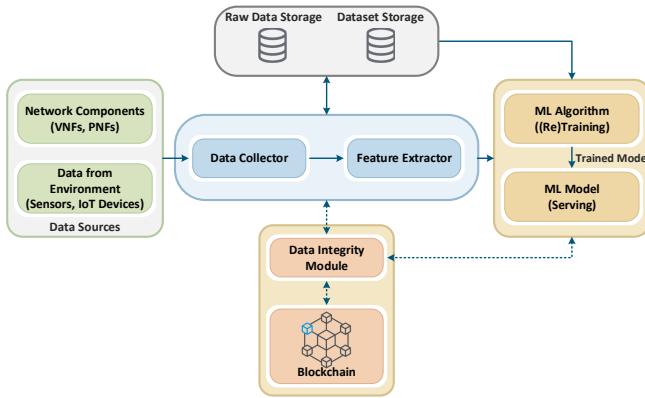 Raw Data Storage
Dataset Storage
Network Components
(VNFs, PNFs)
Data from
Environment
(Sensors, IoT Devices)
Data Sources
Data Collector
Feature Extractor
ML Algorithm
((Re)Training)
Trained Model
ML Model
(Serving)
Data Integrity
Module
Blockchain